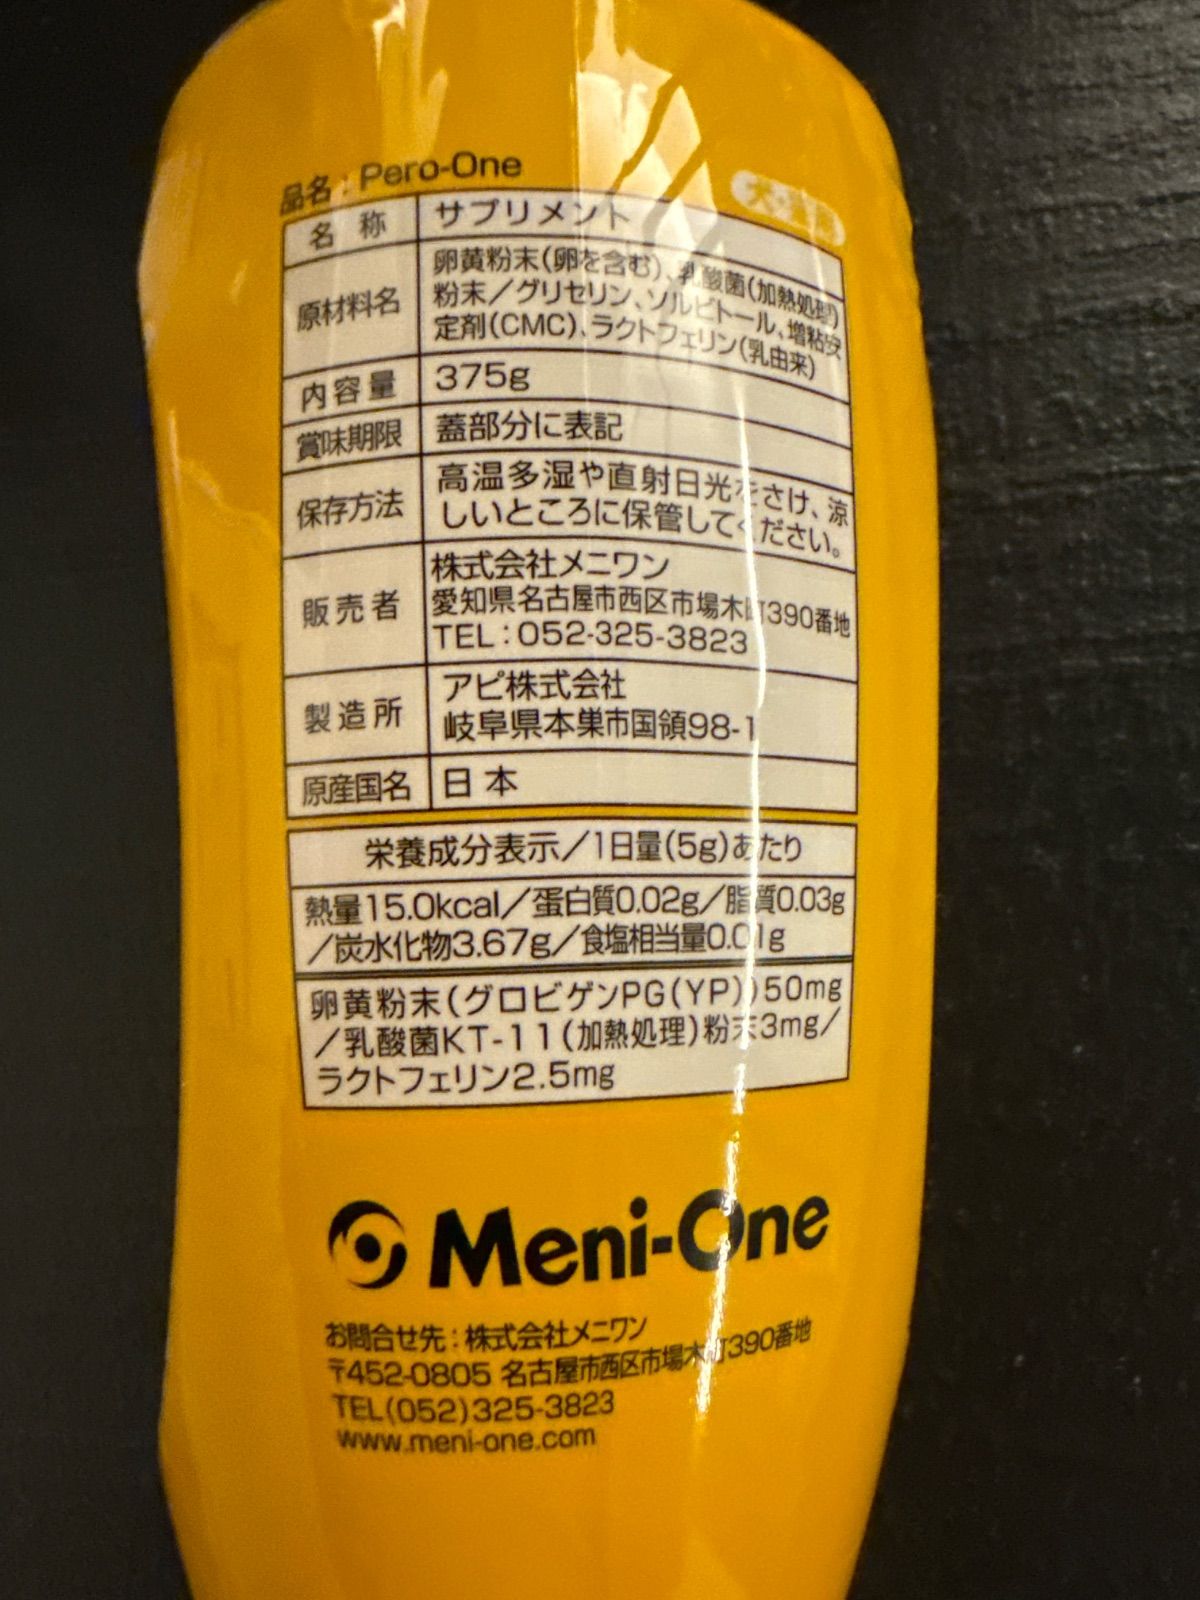 品名：Pero-One
犬・猫用
名称 サプリメント
原材料名 卵黄粉末(卵を含む)、乳酸菌(加熱処理)
粉末／グリセリン、ソルビトール、増粘安
定剤(CMC)、ラクトフェリン(乳由来)
内容量 375g
賞味期限 蓋部分に表記
保存方法 高温多湿や直射日光をさけ、涼
しいところに保管してください。
販売者 株式会社メニワン
愛知県名古屋市西区市場木町390番地
TEL：052-325-3823
製造所 アピ株式会社
岐阜県本巣市国領98-1
原産国名 日本
栄養成分表示／1日量(5g)あたり
熱量15.0kcal／蛋白質0.02g／脂質0.03g
／炭水化物3.67g／食塩相当量0.01g
卵黄粉末(グロビゲンPG(YP))50mg
／乳酸菌KT-11(加熱処理)粉末3mg／
ラクトフェリン2.5mg
Meni-One
お問合せ先：株式会社メニワン
〒452-0805 名古屋市西区市場木町390番地
TEL(052)325-3823
www.meni-one.com